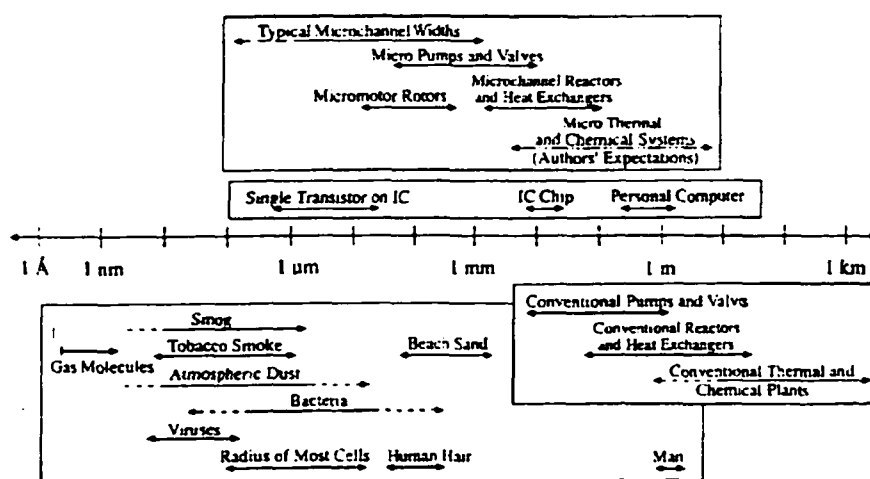 Typical Microchannel Widths
Micro Pumps and Valves
Micromotor Rotors
Microchannel Reactors
and Heat Exchangers
Micro Thermal
and Chemical Systems
(Authors' Expectations)
Single Transistor on IC
IC Chip
Personal Computer
1 Å
1 nm
1 um
1 mm
1 m
1 km
Smog
Tobacco Smoke
Gas Molecules
Atmospheric Dust
Bacteria
Viruses
Radius of Most Cells
Beach Sand
Human Hair
Man
Conventional Pumps and Valvs
Conventional Reactors
and Heat Exchangers
Conventional Thermal and
Chemical Plants